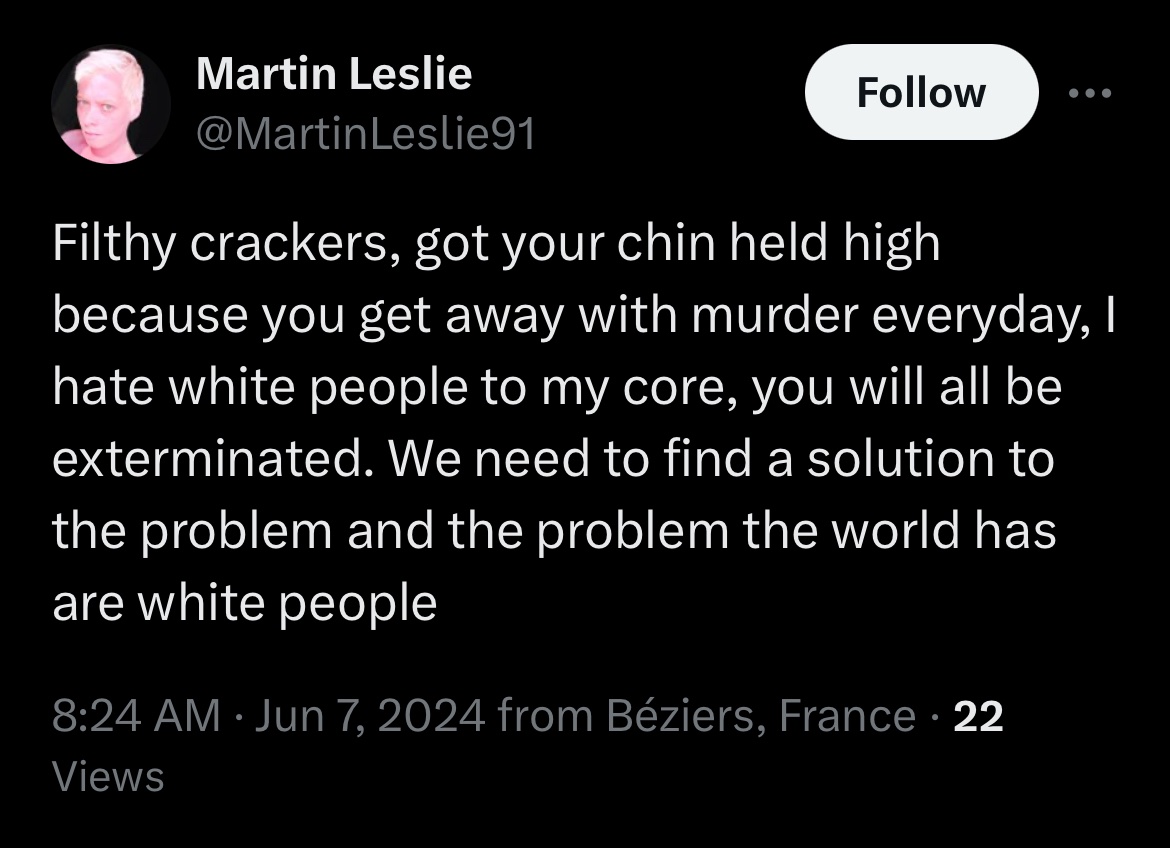 Martin Leslie
@MartinLeslie91
Follow
Filthy crackers, got your chin held high
because you get away with murder everyday, I
hate white people to my core, you will all be
exterminated. We need to find a solution to
the problem and the problem the world has
are white people
8:24 AM · Jun 7, 2024 from Béziers, France · 22
Views